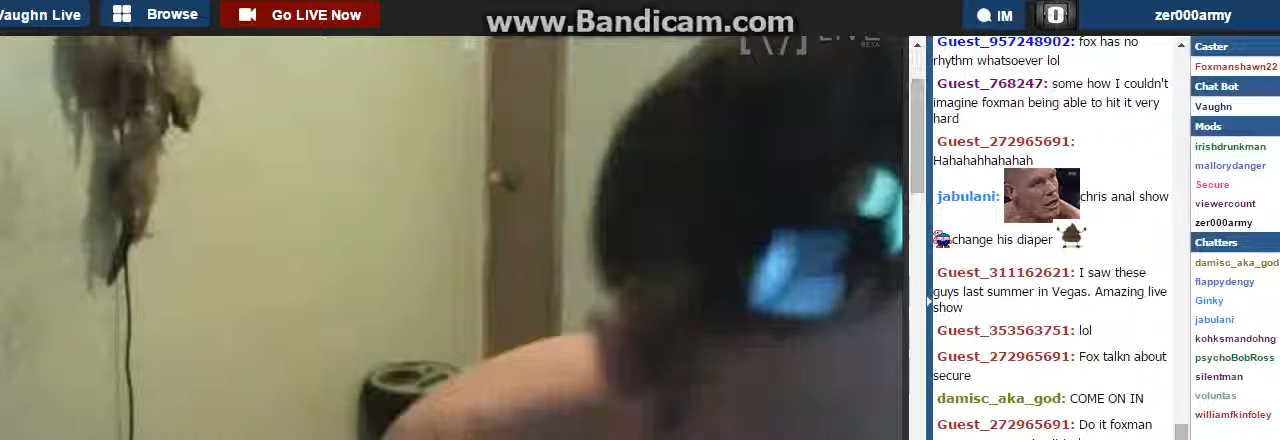 Vaughn Live
Browse
Go LIVE Now
www.Bandicam.com
IM
zer000army
LIVE
BETA
Guest_957248902: fox has no
rhythm whatsoever lol
Guest_768247: some how I couldn't
imagine foxman being able to hit it very
hard
Guest_272965691:
Hahahahhahahah
jabulani: chris anal show
change his diaper
Guest_311162621: I saw these
guys last summer in Vegas. Amazing live
show
Guest_353563751: lol
Guest_272965691: Fox talkn about
secure
damisc_aka_god: COME ON IN
Guest_272965691: Do it foxman
Caster
Foxmanshawn22
Chat Bot
Vaughn
Mods
irishdrunkman
mallorydanger
Secure
viewercount
zer000army
Chatters
damisc_aka_god
flappydengy
Ginky
jabulani
kohksmandohng
psychoBobRoss
silentman
voluntas
williamfkinfoley